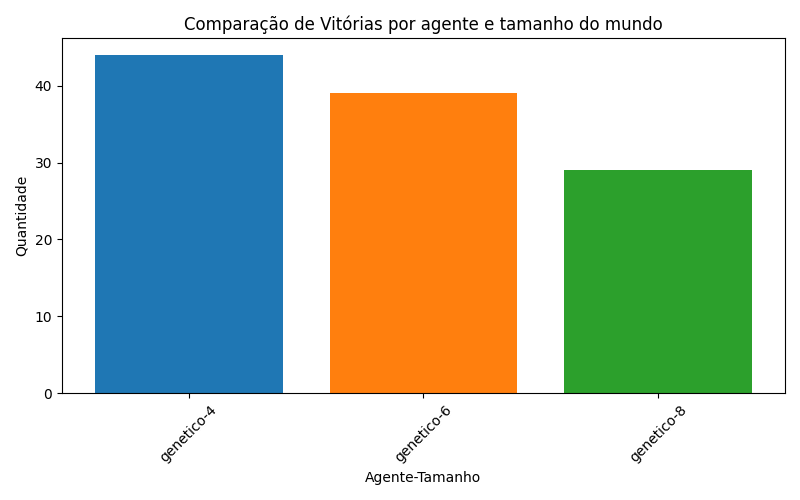 Comparação de Vitórias por agente e tamanho do mundo
Quantidade
40
30
20
10
0
genetico-4
genetico-6
genetico-8
Agente-Tamanho